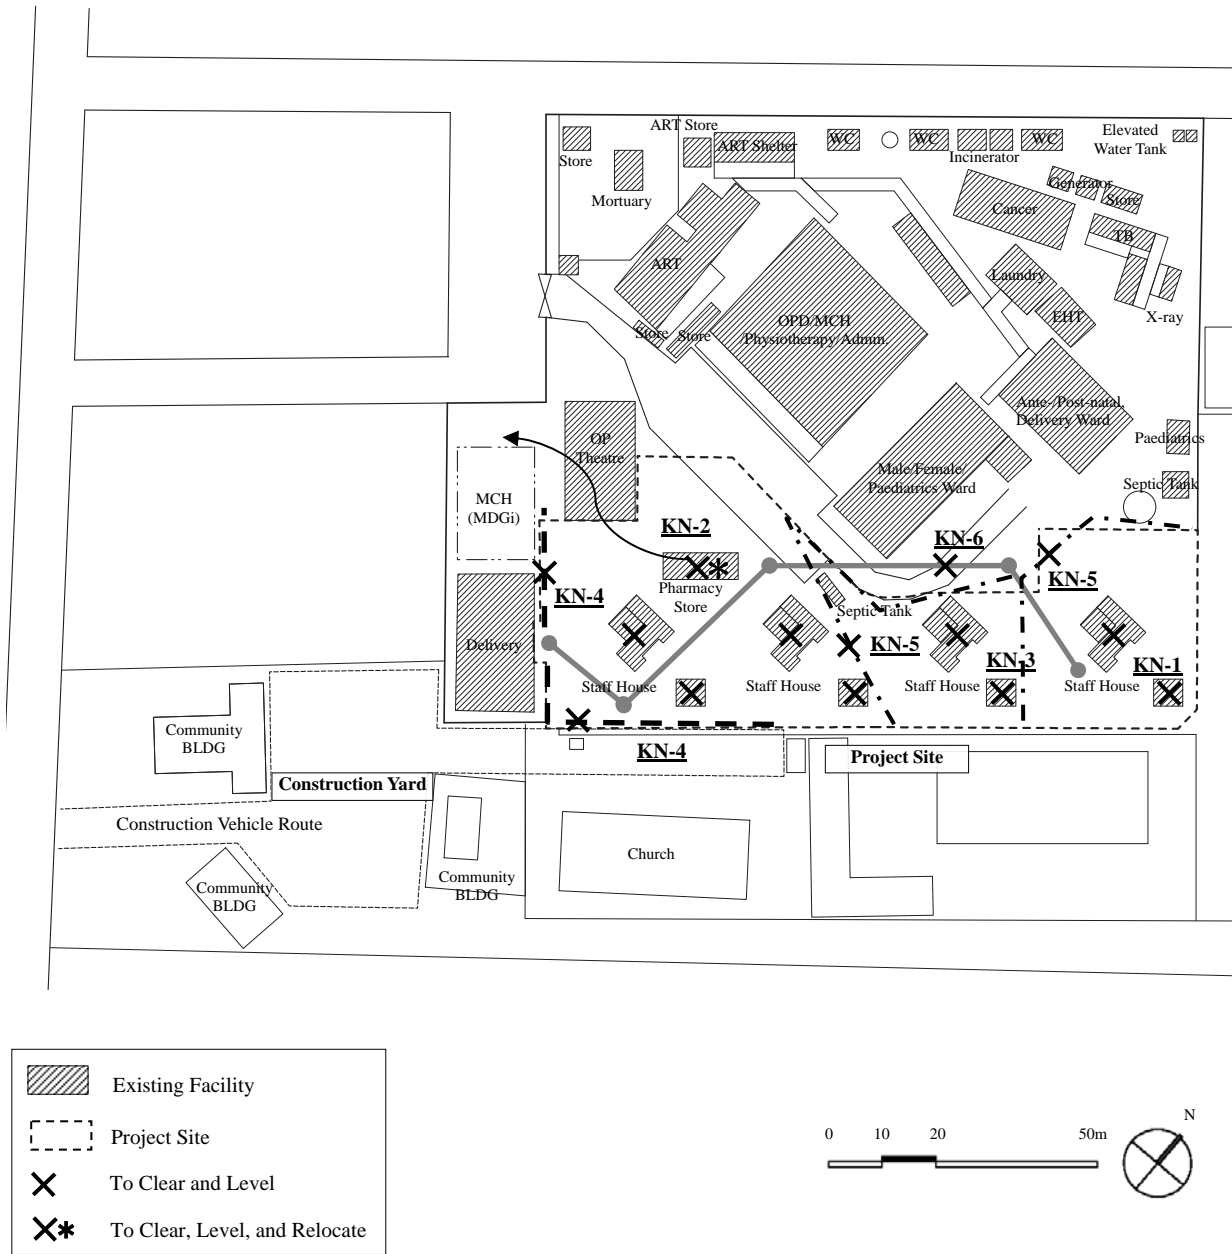 ART Store
Store
ART Shelter
WC
WC
Incinerator
WC
Elevated
Water Tank
Mortuary
Cancer
Generator
Store
TB
ART
Laundry
EHT
X-ray
Store
Store
OPD/MCH
/Physiotherapy/Admin.
OP
Theatre
Ante-/Post-natal,
Delivery Ward
Paediatrics
MCH
(MDGi)
Male/Female/
Paediatrics Ward
Septic Tank
KN-2
KN-6
Pharmacy
Store
KN-4
KN-5
Septic Tank
Delivery
KN-5
KN-3
KN-1
Staff House
Staff House
Staff House
Staff House
Community
BLDG
KN-4
Project Site
Construction Yard
Construction Vehicle Route
Church
Community
BLDG
Community
BLDG
Existing Facility
Project Site
To Clear and Level
To Clear, Level, and Relocate
0 10 20 50m
N